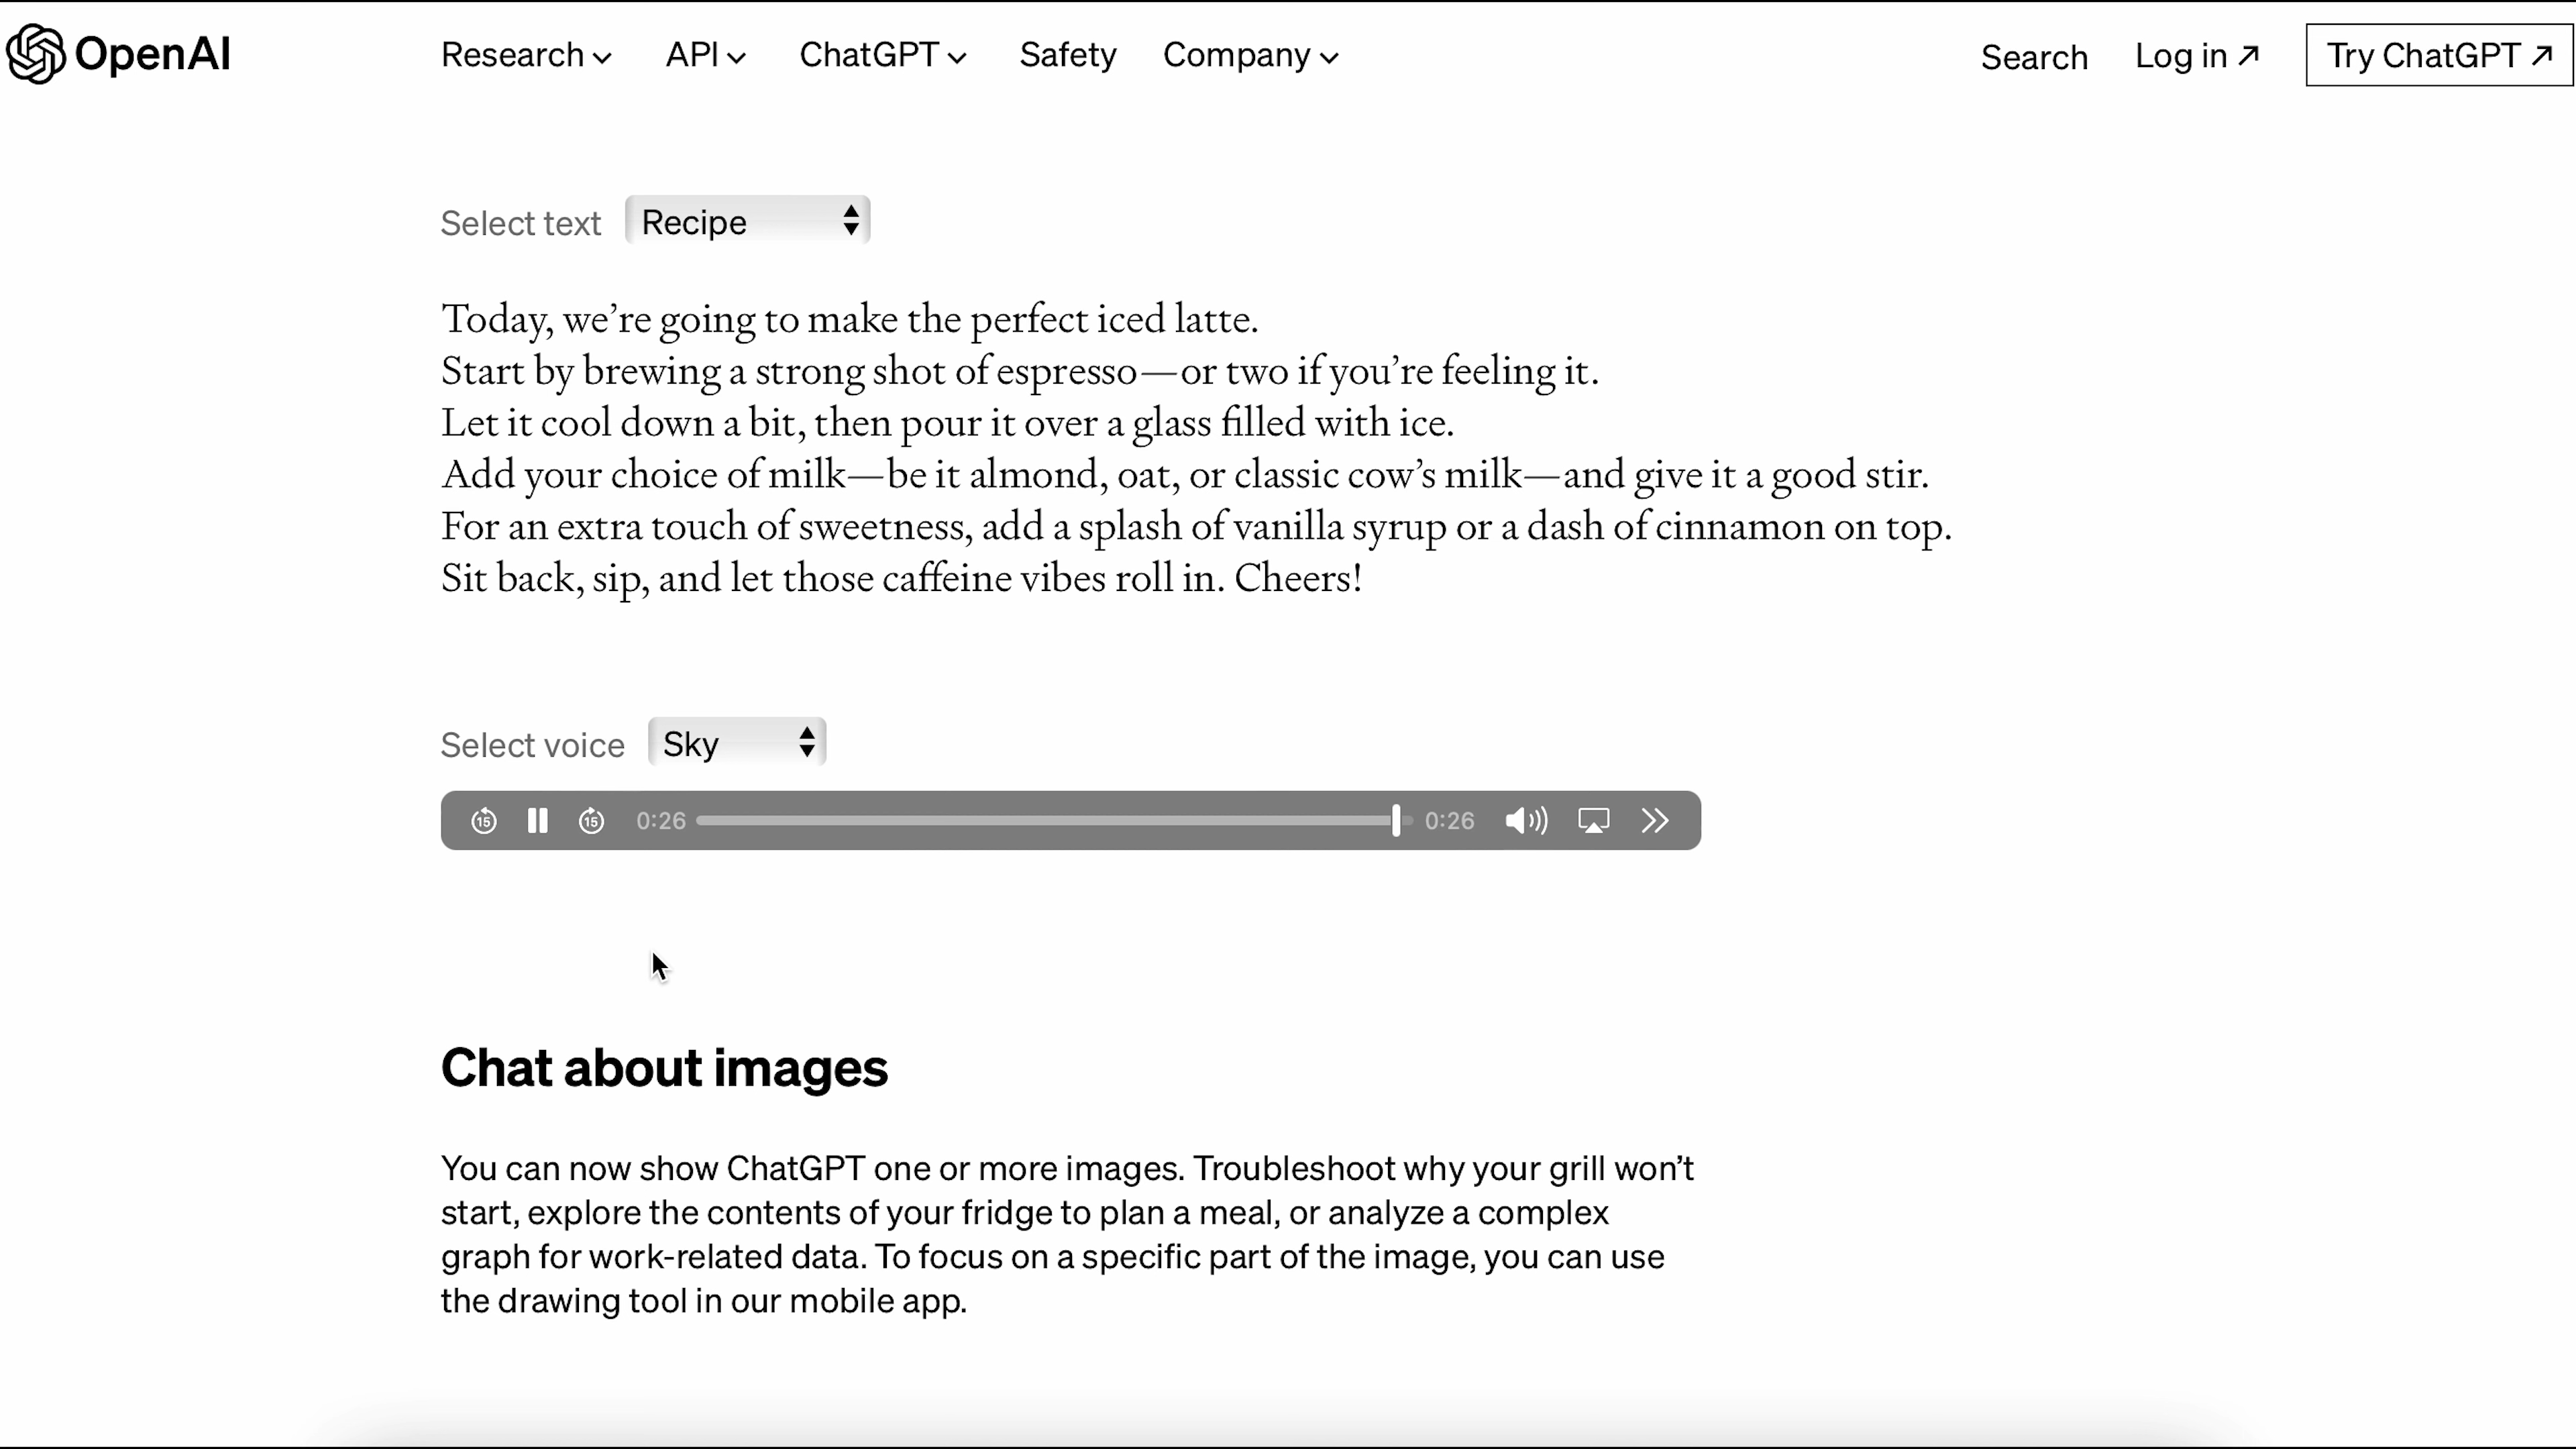 OpenAI
Research
API
ChatGPT
Safety
Company
Search
Log in ↗
Try ChatGPT ↗
Select text
Recipe
Today, we’re going to make the perfect iced latte.
Start by brewing a strong shot of espresso—or two if you’re feeling it.
Let it cool down a bit, then pour it over a glass filled with ice.
Add your choice of milk—be it almond, oat, or classic cow’s milk—and give it a good stir.
For an extra touch of sweetness, add a splash of vanilla syrup or a dash of cinnamon on top.
Sit back, sip, and let those caffeine vibes roll in. Cheers!
Select voice
Sky
15
15
0:26
0:26
Chat about images
You can now show ChatGPT one or more images. Troubleshoot why your grill won’t
start, explore the contents of your fridge to plan a meal, or analyze a complex
graph for work-related data. To focus on a specific part of the image, you can use
the drawing tool in our mobile app.